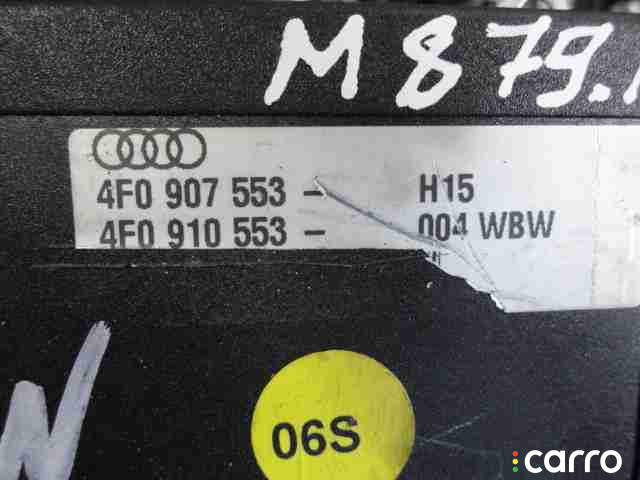 M 879.
4F0 907 553 - H15
4F0 910 553 - 004 WBW
06S
carro